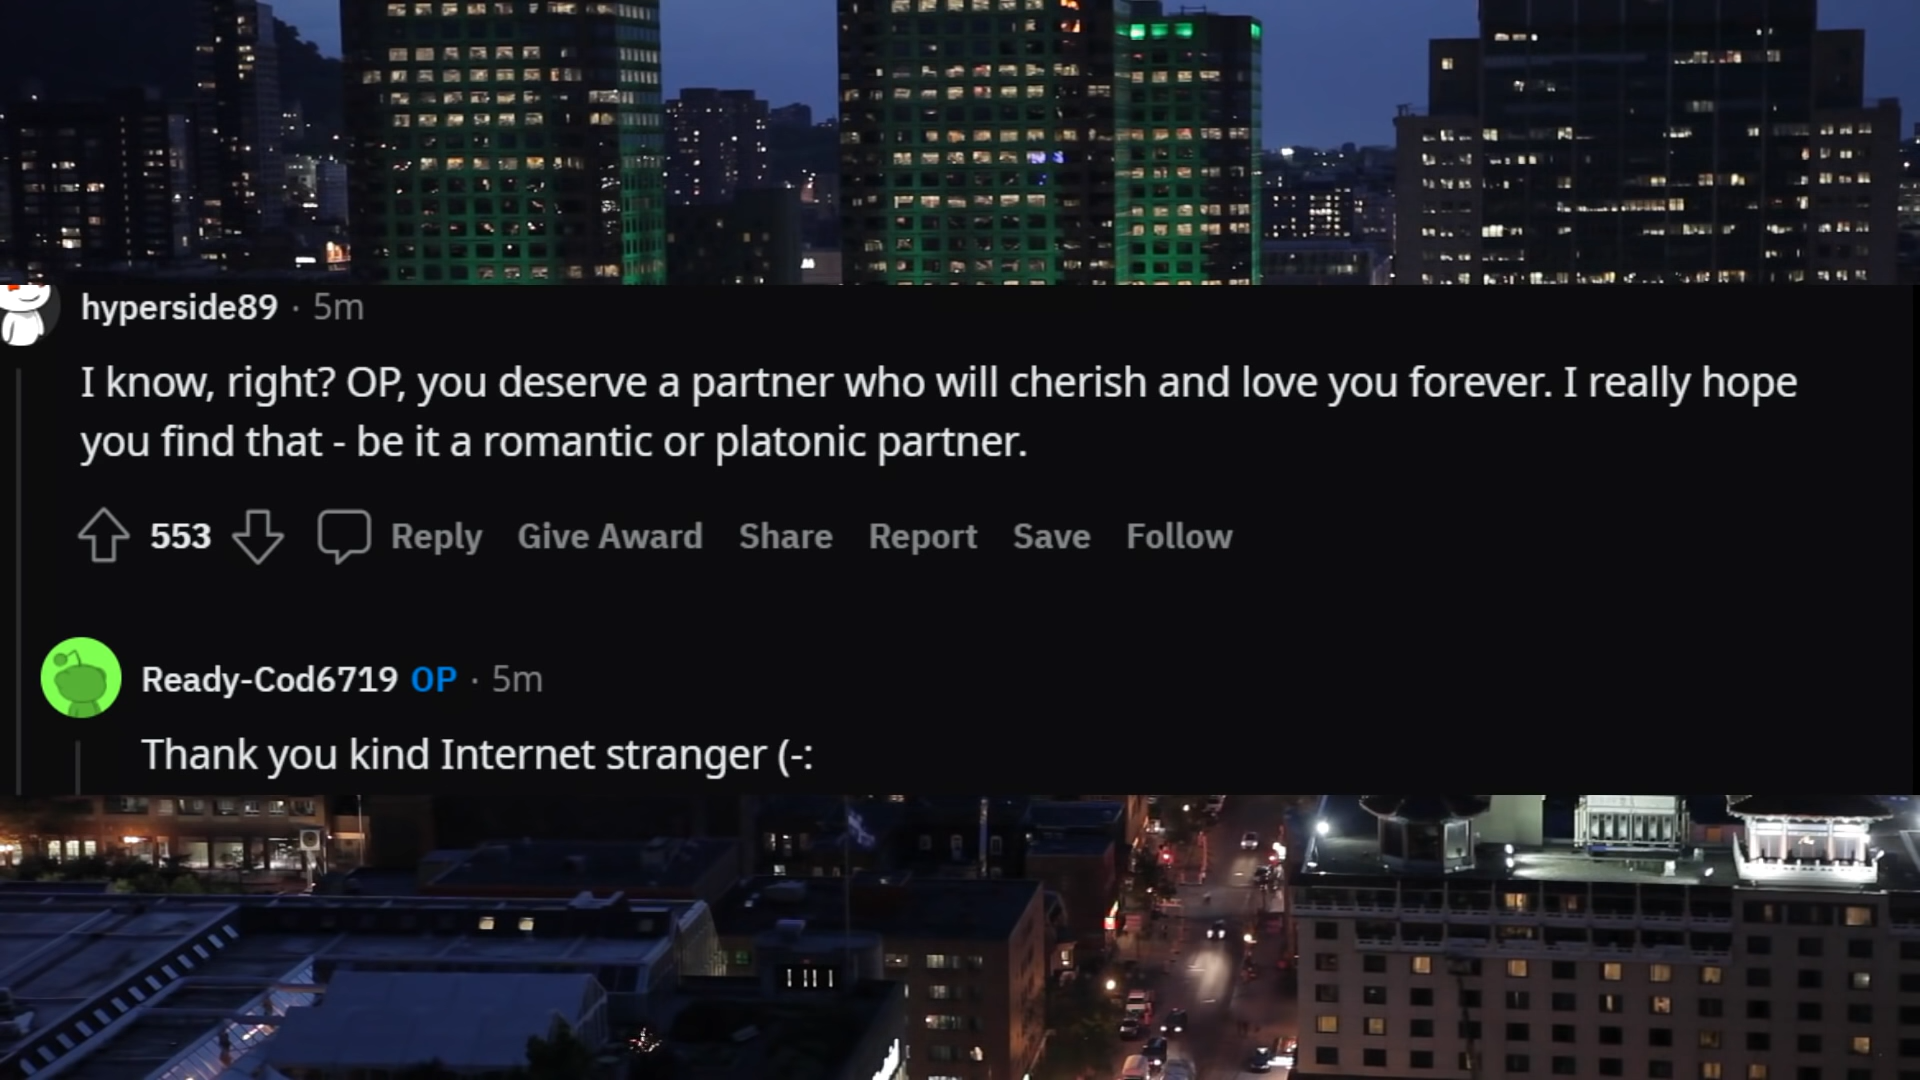 hyperside89 · 5m
I know, right? OP, you deserve a partner who will cherish and love you forever. I really hope
you find that - be it a romantic or platonic partner.
553 Reply Give Award Share Report Save Follow
Ready-Cod6719 OP · 5m
Thank you kind Internet stranger (-: